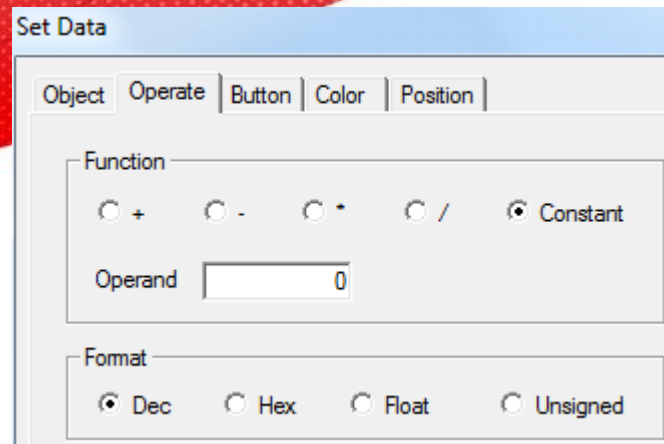 Set Data
Object Operate Button Color Position
Function
+ - * / Constant
Operand 0
Format
Dec Hex Float Unsigned